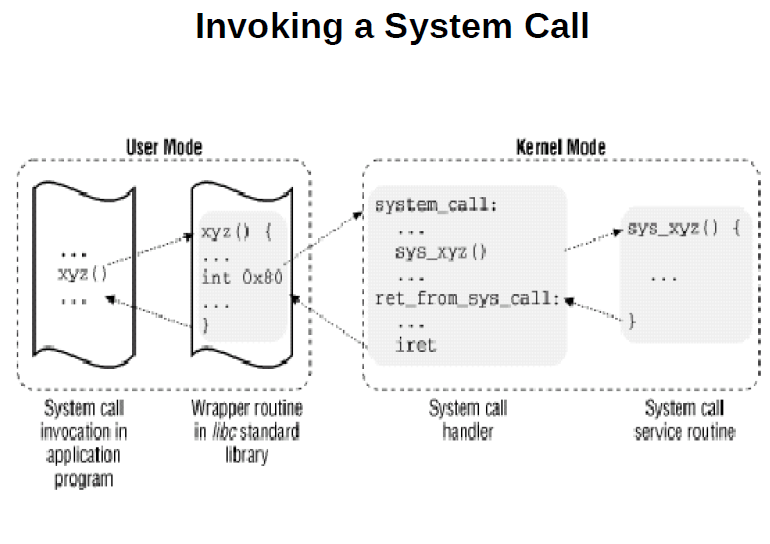 Invoking a System Call
User Mode
Kernel Mode
...
xyz()
...
xyz() {
...
int 0x80
...
}
system_call:
...
sys_xyz()
...
ret_from_sys_call:
...
iret
sys_xyz() {
...
}
System call
invocation in
application
program
Wrapper routine
in libc standard
library
System call
handler
System call
service routine